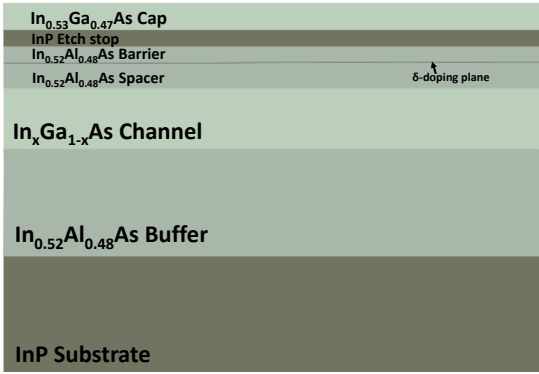 In0.53Ga0.47As Cap
InP Etch stop
In0.52Al0.48As Barrier
δ-doping plane
In0.52Al0.48As Spacer
InxGa1-xAs Channel
In0.52Al0.48As Buffer
InP Substrate